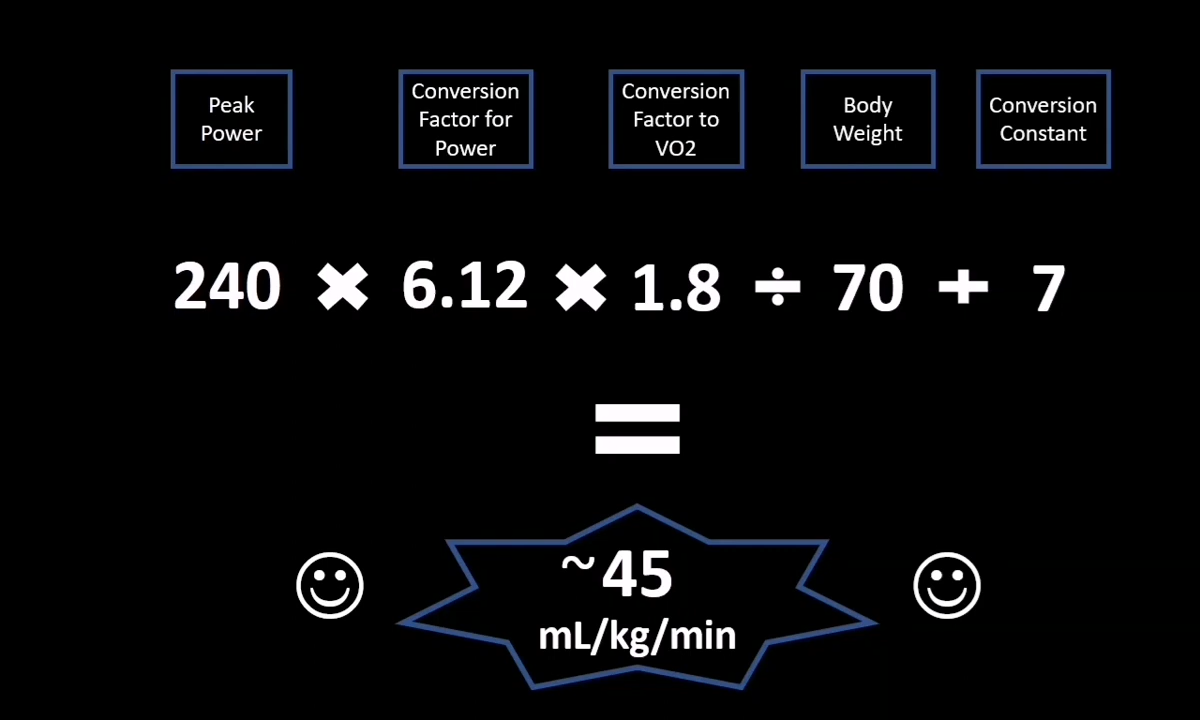 Peak
Power
Conversion
Factor for
Power
Conversion
Factor to
VO2
Body
Weight
Conversion
Constant
240 ✖ 6.12 ✖ 1.8 ÷ 70 + 7
=
~45
mL/kg/min